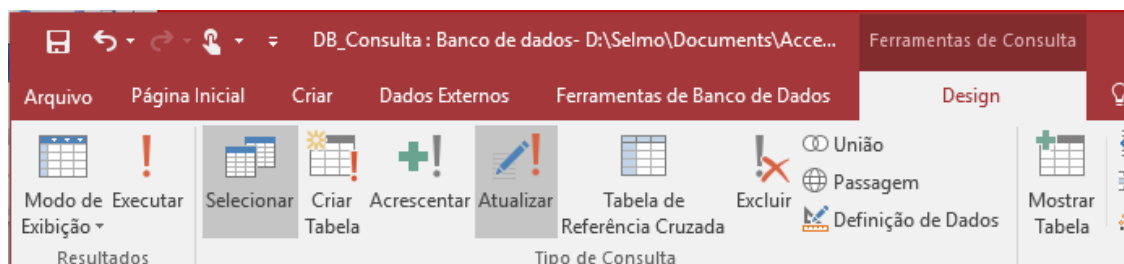 DB_Consulta : Banco de dados- D:\Selmo\Documents\Acce...
Ferramentas de Consulta
Arquivo Página Inicial Criar Dados Externos Ferramentas de Banco de Dados Design
Modo de Exibição
Executar
Resultados
Selecionar
Criar Tabela
Acrescentar
Atualizar
Tabela de Referência Cruzada
Excluir
União
Passagem
Definição de Dados
Tipo de Consulta
Mostrar Tabela